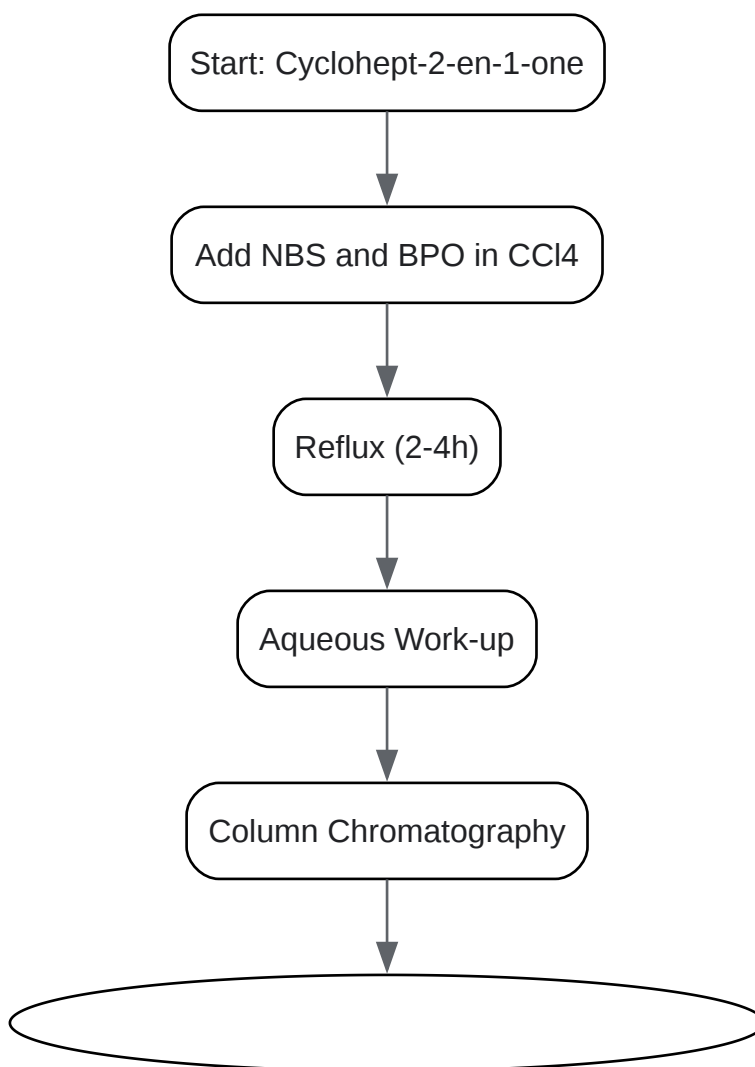 Start: Cyclohept-2-en-1-one
Add NBS and BPO in CCl4
Reflux (2-4h)
Aqueous Work-up
Column Chromatography